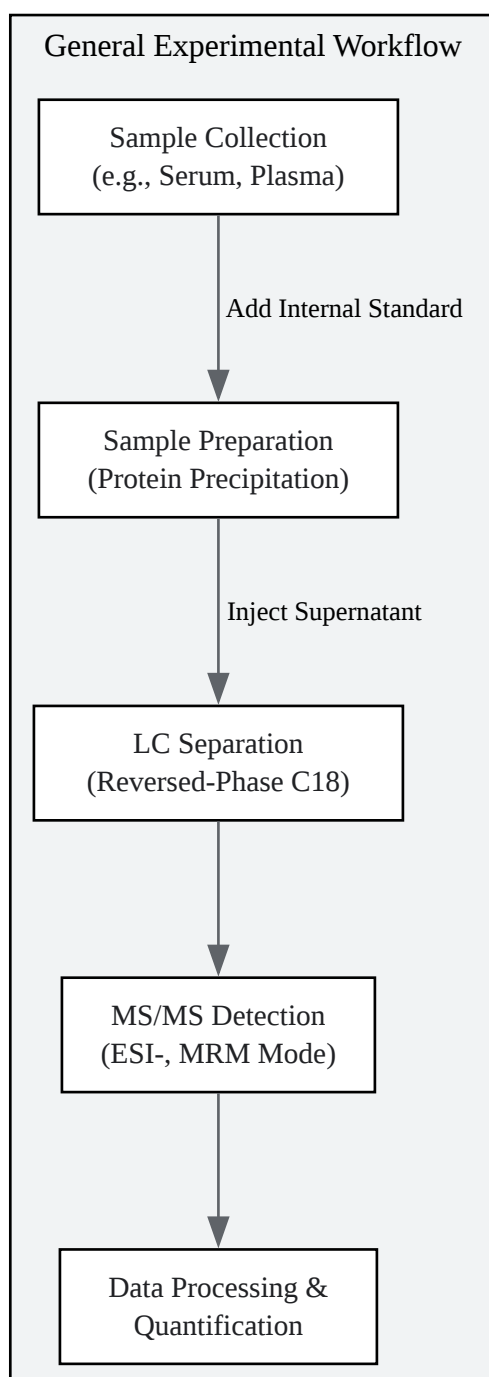 General Experimental Workflow
Sample Collection
(e.g., Serum, Plasma)
Add Internal Standard
Sample Preparation
(Protein Precipitation)
Inject Supernatant
LC Separation
(Reversed-Phase C18)
MS/MS Detection
(ESI-, MRM Mode)
Data Processing &
Quantification